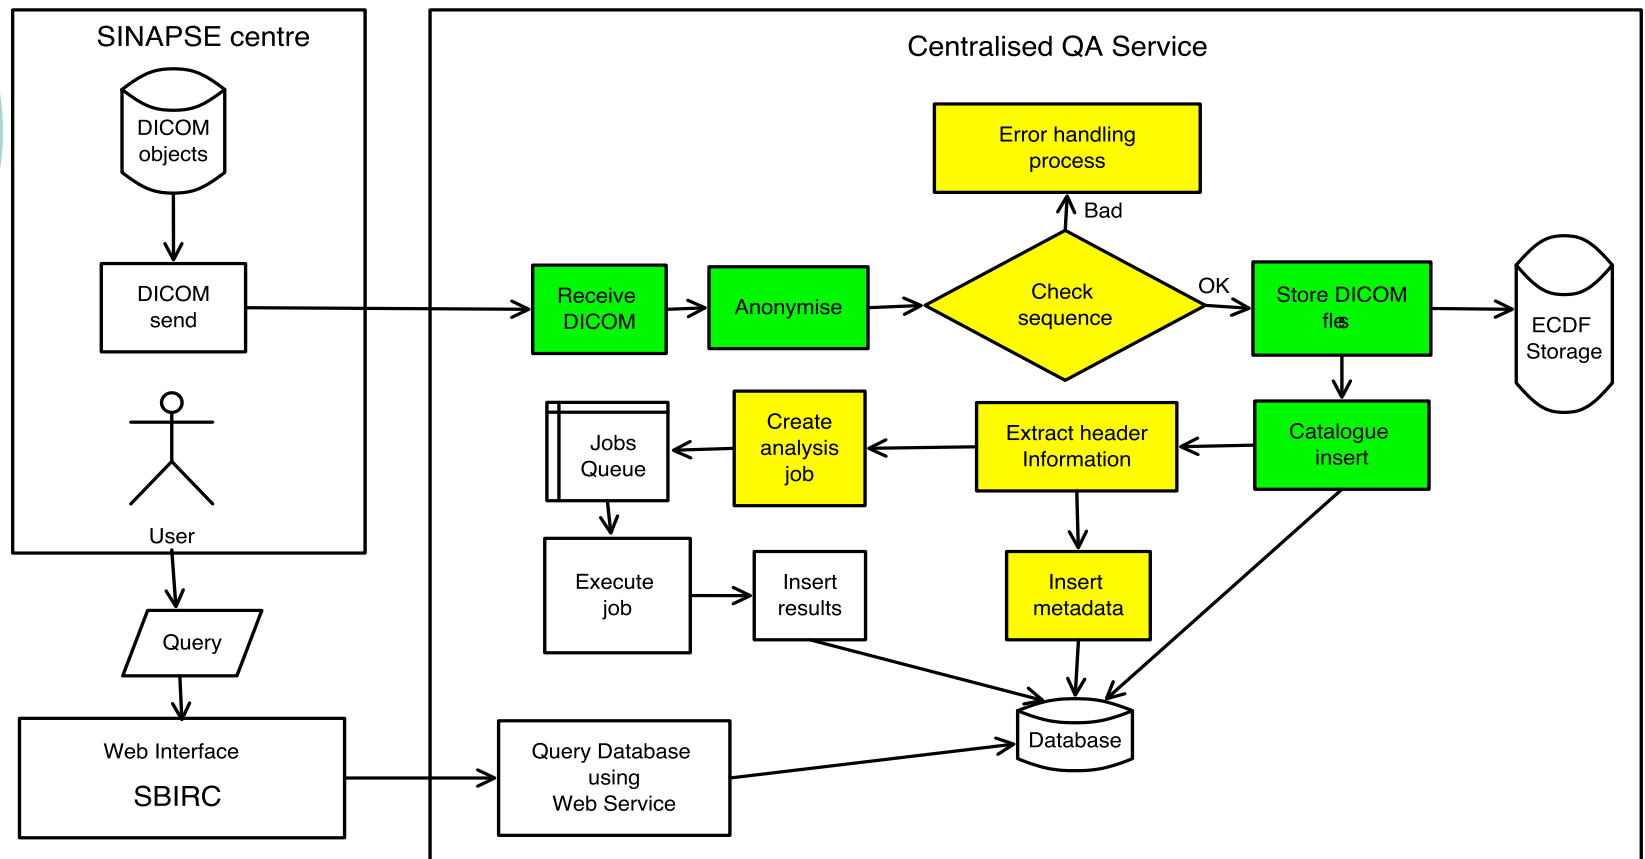 SINAPSE centre
DICOM
objects
DICOM
send
User
Query
Web Interface
SBIRC
Centralised QA Service
Error handling
process
Bad
Receive
DICOM
Anonymise
Check
sequence
OK
Store DICOM
files
ECDF
Storage
Jobs
Queue
Create
analysis
job
Extract header
Information
Catalogue
insert
Execute
job
Insert
results
Insert
metadata
Query Database
using
Web Service
Database